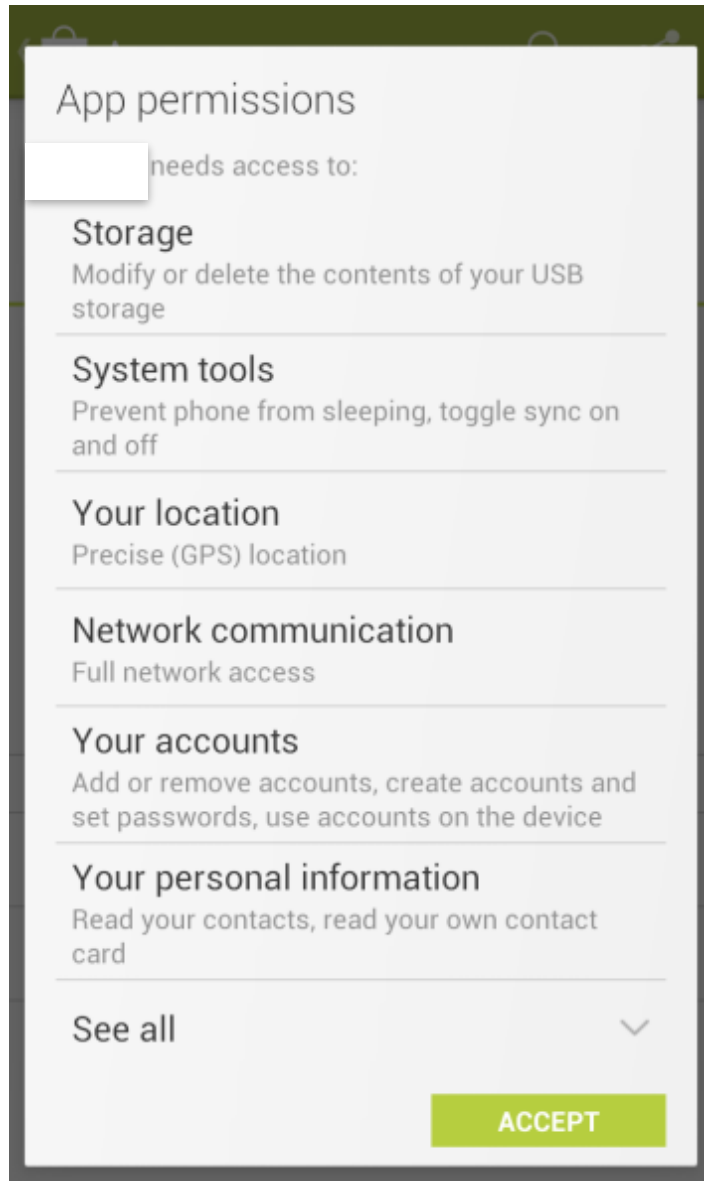 App permissions
needs access to:
Storage
Modify or delete the contents of your USB
storage
System tools
Prevent phone from sleeping, toggle sync on
and off
Your location
Precise (GPS) location
Network communication
Full network access
Your accounts
Add or remove accounts, create accounts and
set passwords, use accounts on the device
Your personal information
Read your contacts, read your own contact
card
See all
ACCEPT